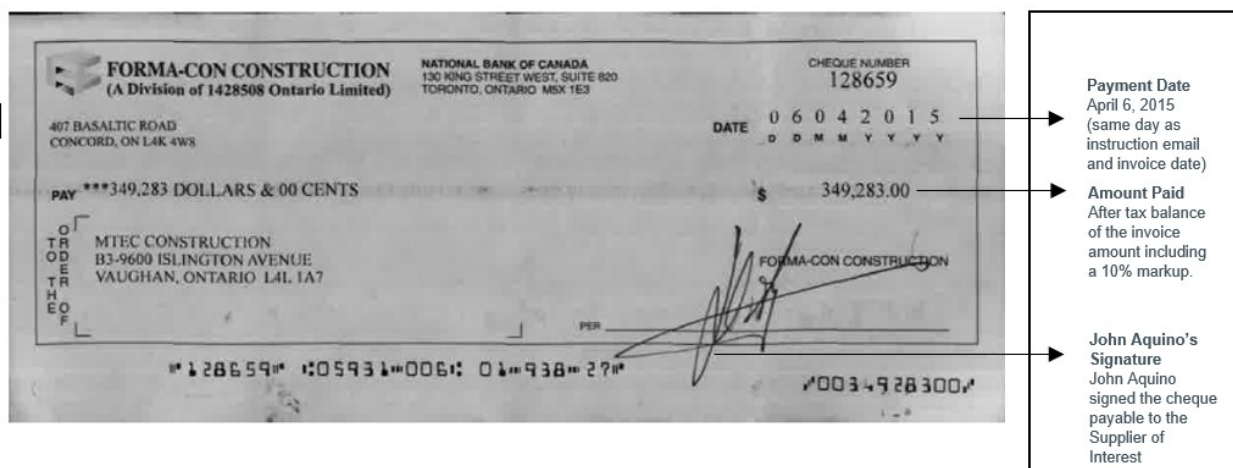 FORMA-CON CONSTRUCTION
(A Division of 1428508 Ontario Limited)
407 BASALTIC ROAD
CONCORD, ON L4K 4W8
NATIONAL BANK OF CANADA
130 KING STREET WEST, SUITE 820
TORONTO, ONTARIO M5X 1E3
CHEQUE NUMBER
128659
DATE 0 6 0 4 2 0 1 5
D D M M Y Y Y Y
PAY ***349,283 DOLLARS & 00 CENTS
$ 349,283.00
TO THE ORDER OF
MTEC CONSTRUCTION
B3-9600 ISLINGTON AVENUE
VAUGHAN, ONTARIO L4L 1A7
FORMA-CON CONSTRUCTION
PER
⑈128659⑈ ⑆05931⑉006⑆ 01⑉938⑉27⑈
⑇0034928300⑇
Payment Date
April 6, 2015
(same day as
instruction email
and invoice date)
Amount Paid
After tax balance
of the invoice
amount including
a 10% markup.
John Aquino's
Signature
John Aquino
signed the cheque
payable to the
Supplier of
Interest